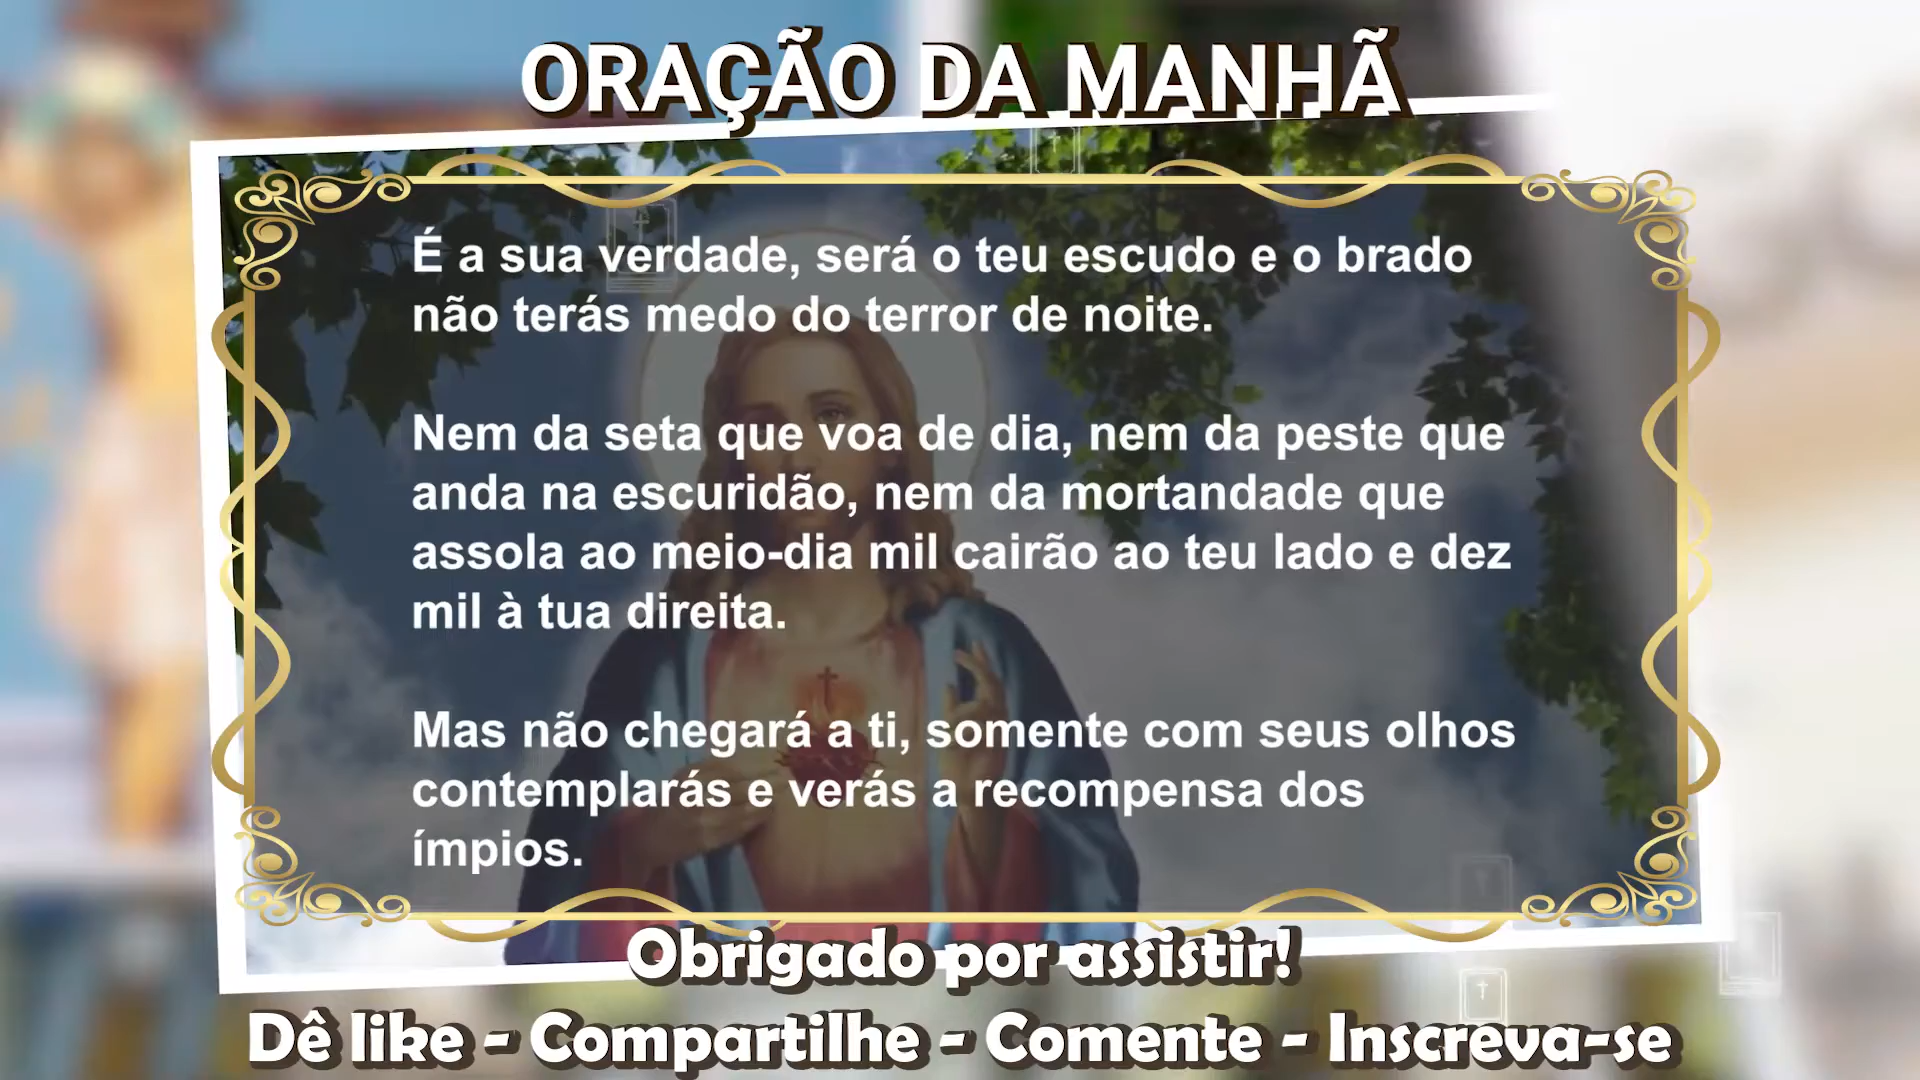 ORAÇÃO DA MANHÃ
É a sua verdade, será o teu escudo e o brado
não terás medo do terror de noite.
Nem da seta que voa de dia, nem da peste que
anda na escuridão, nem da mortandade que
assola ao meio-dia mil cairão ao teu lado e dez
mil à tua direita.
Mas não chegará a ti, somente com seus olhos
contemplarás e verás a recompensa dos
ímpios.
Obrigado por assistir!
Dê like - Compartilhe - Comente - Inscreva-se